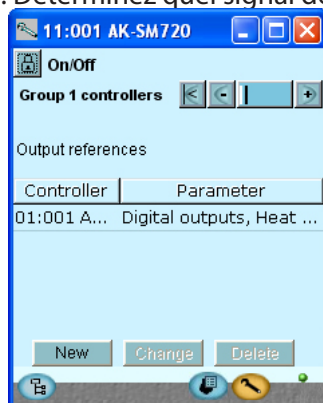 . Déterminez quel signal de
11:001 AK-SM720
On/Off
Group 1 controllers
Output references
Controller Parameter
01:001 A... Digital outputs, Heat ...
New Change Delete